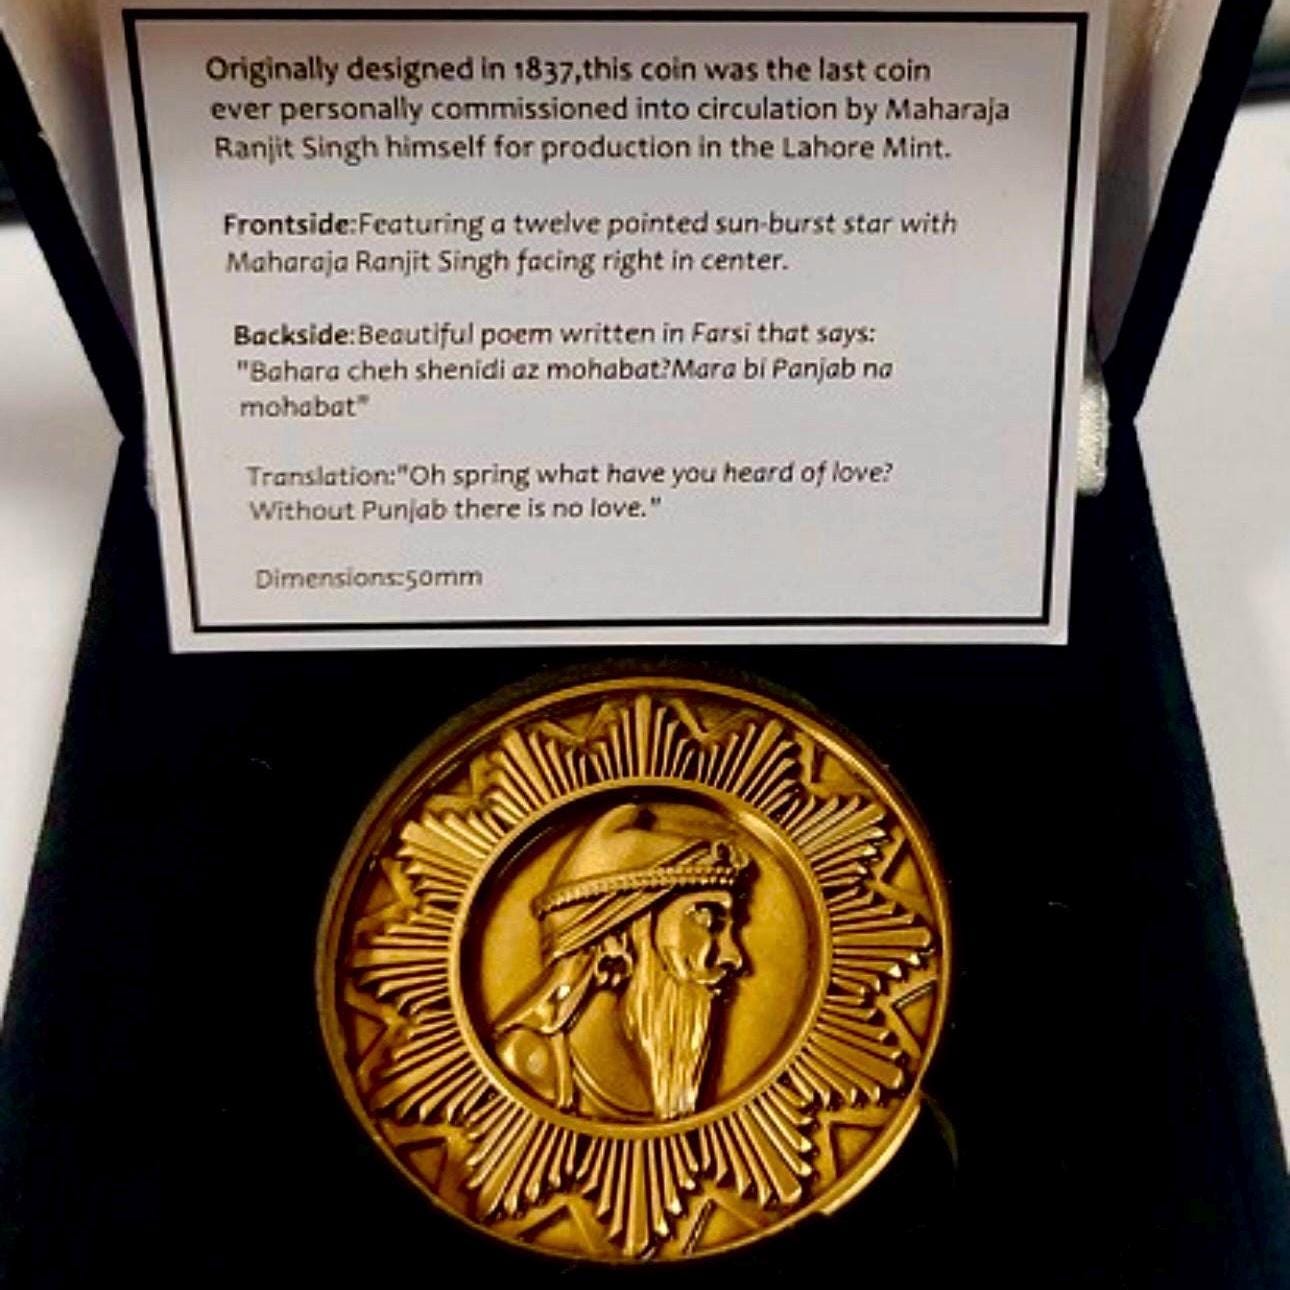 Originally designed in 1837,this coin was the last coin
ever personally commissioned into circulation by Maharaja
Ranjit Singh himself for production in the Lahore Mint.
Frontside:Featuring a twelve pointed sun-burst star with
Maharaja Ranjit Singh facing right in center.
Backside:Beautiful poem written in Farsi that says:
"Bahara cheh shenidi az mohabat?Mara bi Panjab na
mohabat"
Translation:"Oh spring what have you heard of love?
Without Punjab there is no love."
Dimensions:50mm